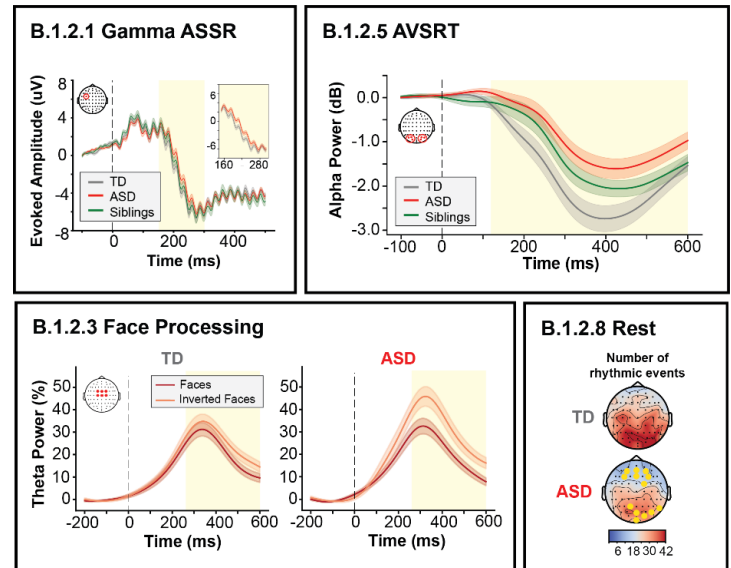 B.1.2.1 Gamma ASSR
Evoked Amplitude (uV)
8
4
0
-4
-8
TD
ASD
Siblings
6
2
-2
-6
160 280
0 200 400
Time (ms)
B.1.2.5 AVSRT
Alpha Power (dB)
0.0
-1.0
-2.0
-3.0
TD
ASD
Siblings
-100 0 200 400 600
Time (ms)
B.1.2.3 Face Processing
TD
Theta Power (%)
50
40
30
20
10
0
Faces
Inverted Faces
-200 0 200 400 600
Time (ms)
ASD
50
40
30
20
10
0
-200 0 200 400 600
Time (ms)
B.1.2.8 Rest
Number of
rhythmic events
TD
ASD
6 18 30 42